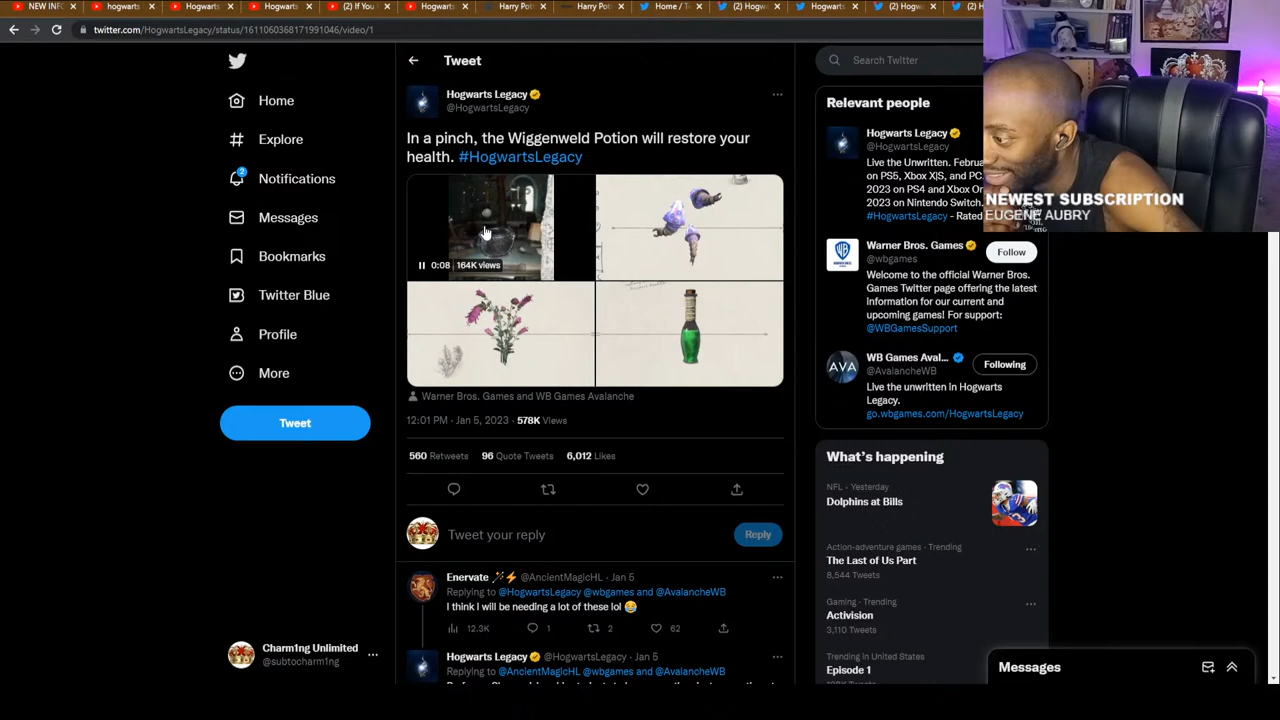 NEW INFO
hogwarts
Hogwarts
Hogwarts
(2) If You
Hogwarts
Harry Pot
Harry Pot
Home / T
(2) Hogw
Hogwarts
(2) Hogw
(2) Hogw
twitter.com/HogwartsLegacy/status/1611060368171991046/video/1
Home
Explore
2
Notifications
Messages
Bookmarks
Twitter Blue
Profile
More
Tweet
Charm1ng Unlimited
@subtocharm1ng
Tweet
Hogwarts Legacy
@HogwartsLegacy
In a pinch, the Wiggenweld Potion will restore your
health. #HogwartsLegacy
0:08 164K views
Warner Bros. Games and WB Games Avalanche
12:01 PM · Jan 5, 2023 · 578K Views
560 Retweets 96 Quote Tweets 6,012 Likes
Tweet your reply
Reply
Enervate @AncientMagicHL · Jan 5
Replying to @HogwartsLegacy @wbgames and @AvalancheWB
I think I will be needing a lot of these lol
12.3K 1 2 62
Hogwarts Legacy @HogwartsLegacy · Jan 5
Replying to @AncientMagicHL @wbgames and @AvalancheWB
Search Twitter
Relevant people
Hogwarts Legacy
@HogwartsLegacy
Live the Unwritten. Februa
on PS5, Xbox X|S, and PC.
2023 on PS4 and Xbox On
on Nintendo Switch.
#HogwartsLegacy - Rated
Warner Bros. Games
@wbgames
Follow
Welcome to the official Warner Bros.
Games Twitter page offering the latest
information for our current and
upcoming games! For support:
@WBGamesSupport
AVA
WB Games Aval...
@AvalancheWB
Following
Live the unwritten in Hogwarts
Legacy.
go.wbgames.com/HogwartsLegacy
What's happening
NFL · Yesterday
Dolphins at Bills
Action-adventure games · Trending
The Last of Us Part
8,544 Tweets
Gaming · Trending
Activision
3,110 Tweets
Trending in United States
Episode 1
Messages
NEWEST SUBSCRIPTION
EUGENE AUBRY